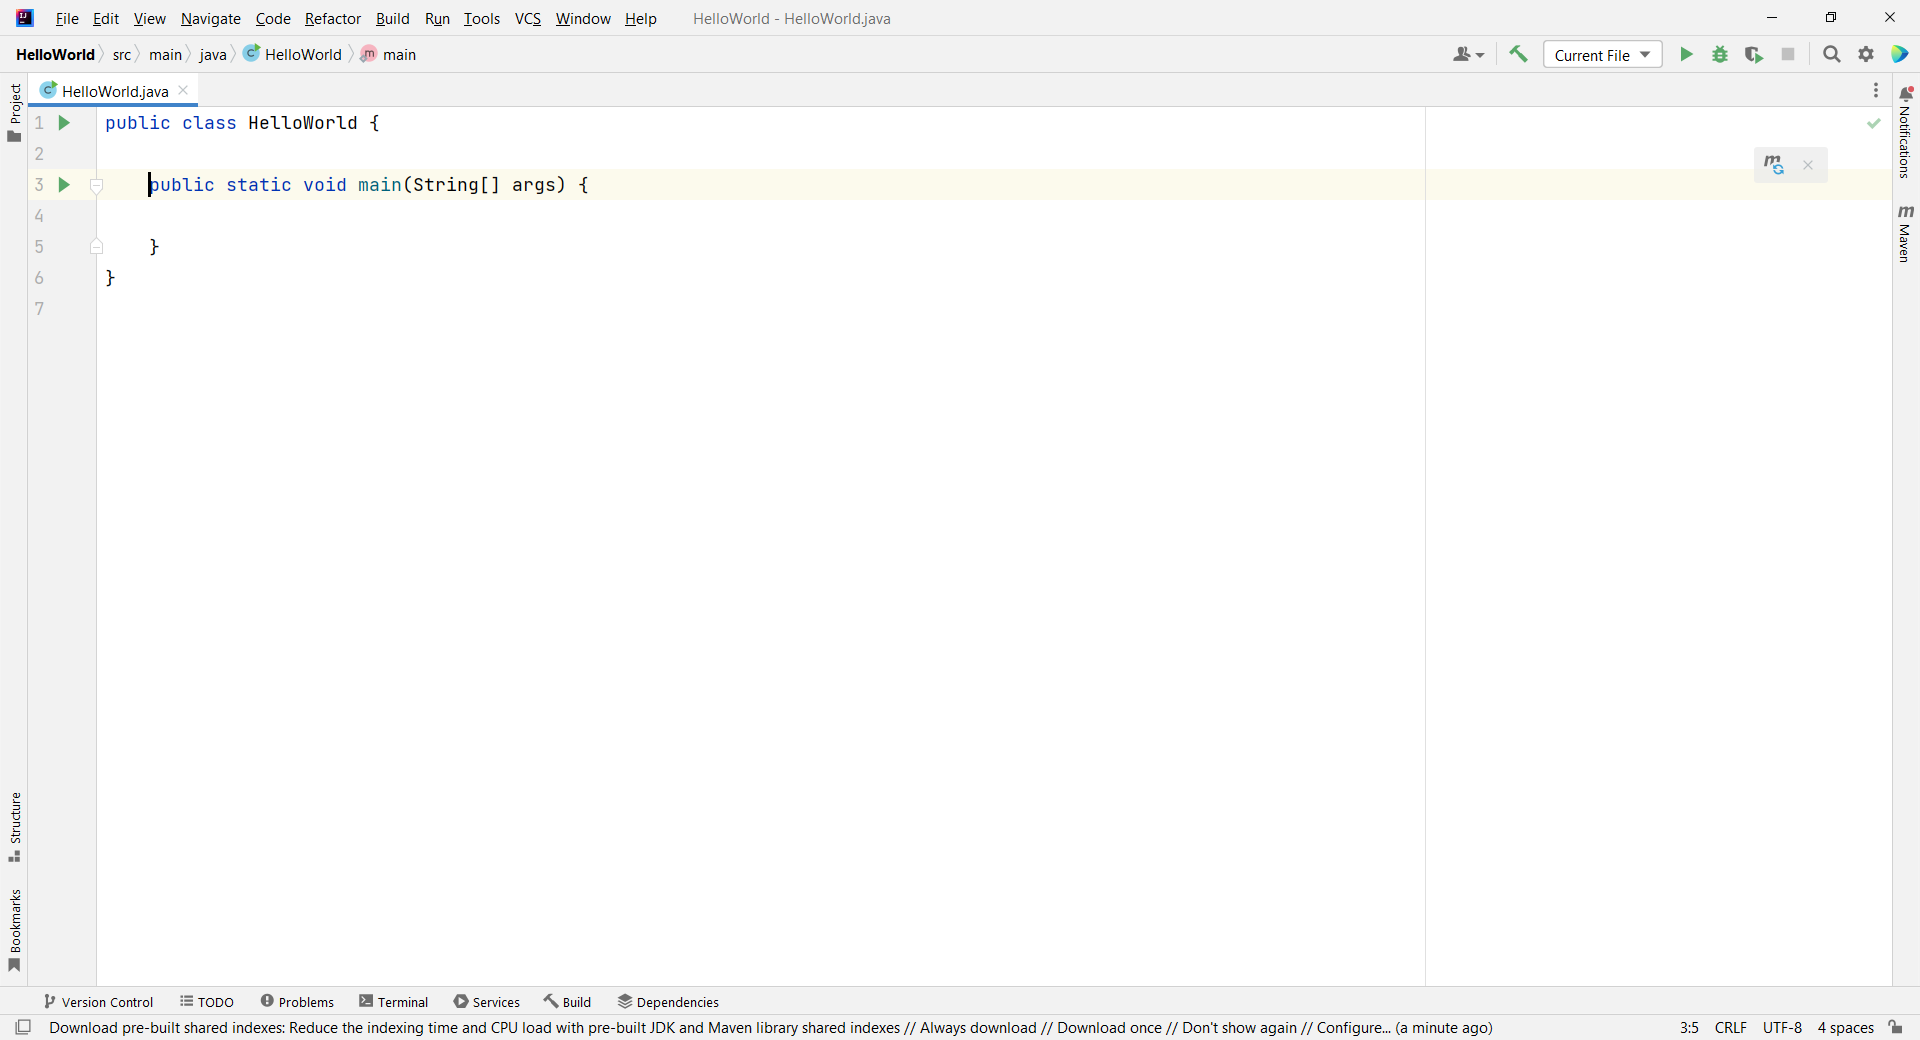 File Edit View Navigate Code Refactor Build Run Tools VCS Window Help HelloWorld - HelloWorld.java
HelloWorld src main java HelloWorld main Current File
Project
HelloWorld.java
1 public class HelloWorld {
2
3 public static void main(String[] args) {
4
5 }
6 }
7
Notifications
Maven
Structure
Bookmarks
Version Control TODO Problems Terminal Services Build Dependencies
Download pre-built shared indexes: Reduce the indexing time and CPU load with pre-built JDK and Maven library shared indexes // Always download // Download once // Don't show again // Configure... (a minute ago) 3:5 CRLF UTF-8 4 spaces